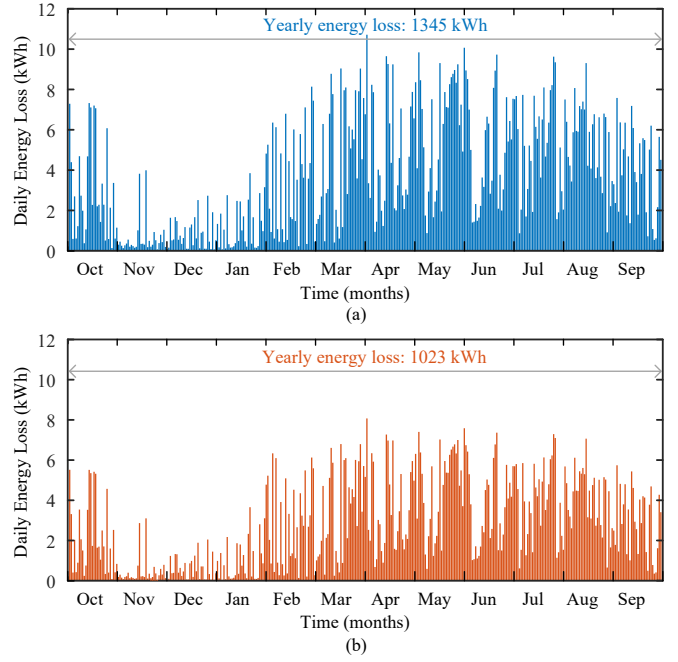 12
Yearly energy loss: 1345 kWh
10
8
6
4
2
0
Daily Energy Loss (kWh)
Oct Nov Dec Jan Feb Mar Apr May Jun Jul Aug Sep
Time (months)
(a)
12
Yearly energy loss: 1023 kWh
10
8
6
4
2
0
Daily Energy Loss (kWh)
Oct Nov Dec Jan Feb Mar Apr May Jun Jul Aug Sep
Time (months)
(b)